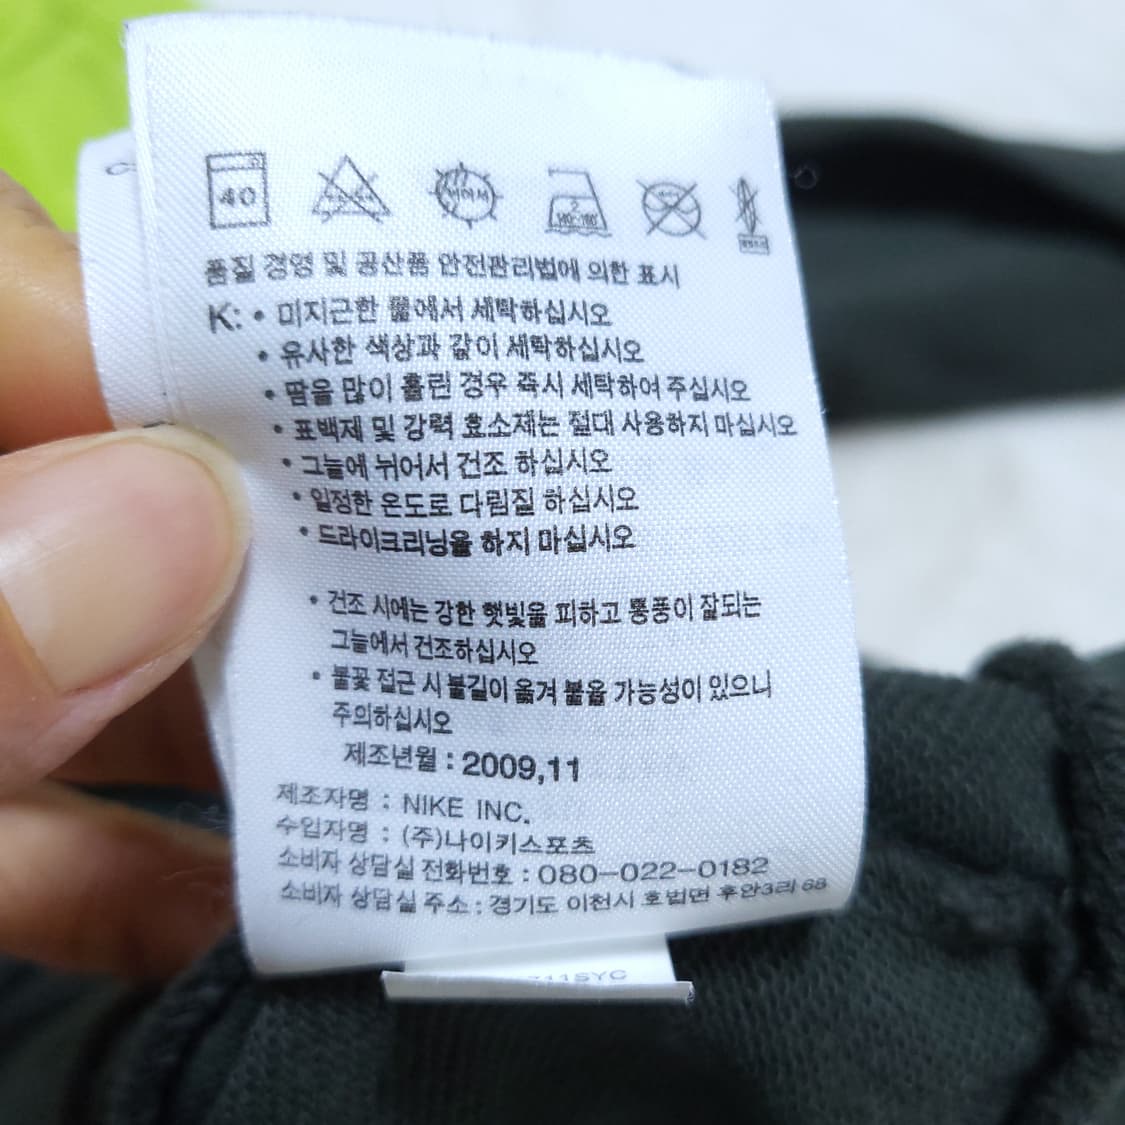 40
뉘어서
품질 경영 및 공산품 안전관리법에 의한 표시
K: • 미지근한 물에서 세탁하십시오
• 유사한 색상과 같이 세탁하십시오
• 땀을 많이 흘린 경우 즉시 세탁하여 주십시오
• 표백제 및 강력 효소제는 절대 사용하지 마십시오
• 그늘에 뉘어서 건조 하십시오
• 일정한 온도로 다림질 하십시오
• 드라이크리닝을 하지 마십시오
• 건조 시에는 강한 햇빛을 피하고 통풍이 잘되는
그늘에서 건조하십시오
• 불꽃 접근 시 불길이 옮겨 붙을 가능성이 있으니
주의하십시오
제조년월 : 2009,11
제조자명 : NIKE INC.
수입자명 : (주)나이키스포츠
소비자 상담실 전화번호 : 080-022-0182
소비자 상담실 주소 : 경기도 이천시 호법면 후안3리 68